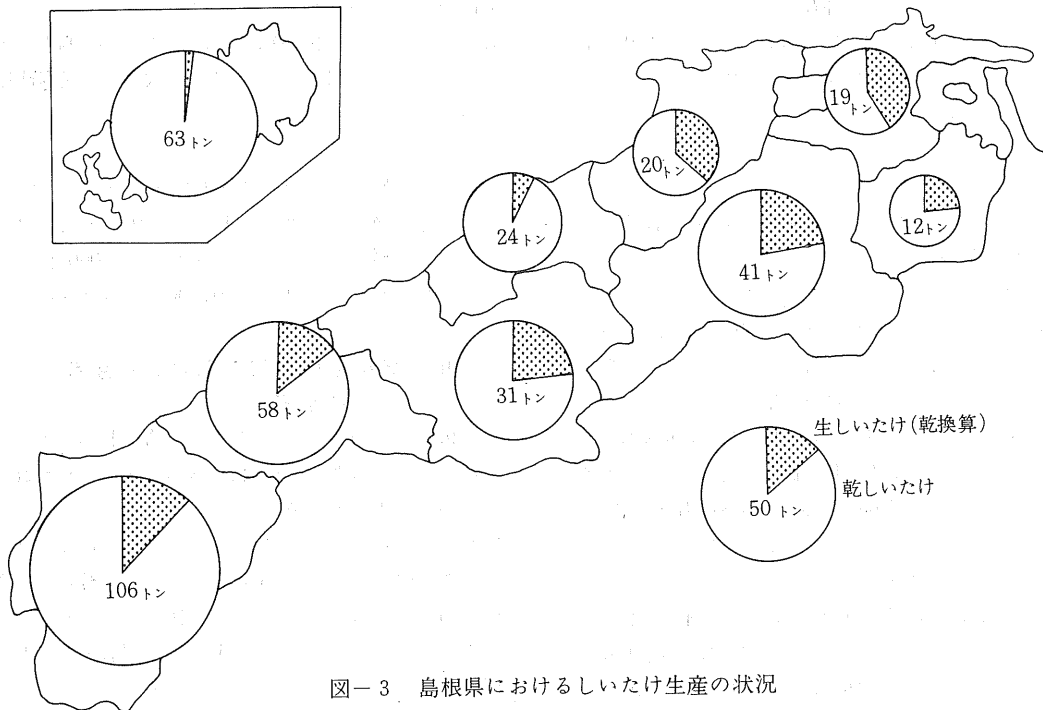 63トン
19トン
20トン
12トン
24トン
41トン
58トン
31トン
生しいたけ(乾換算)
乾しいたけ
50トン
106トン
図－3 島根県におけるしいたけ生産の状況